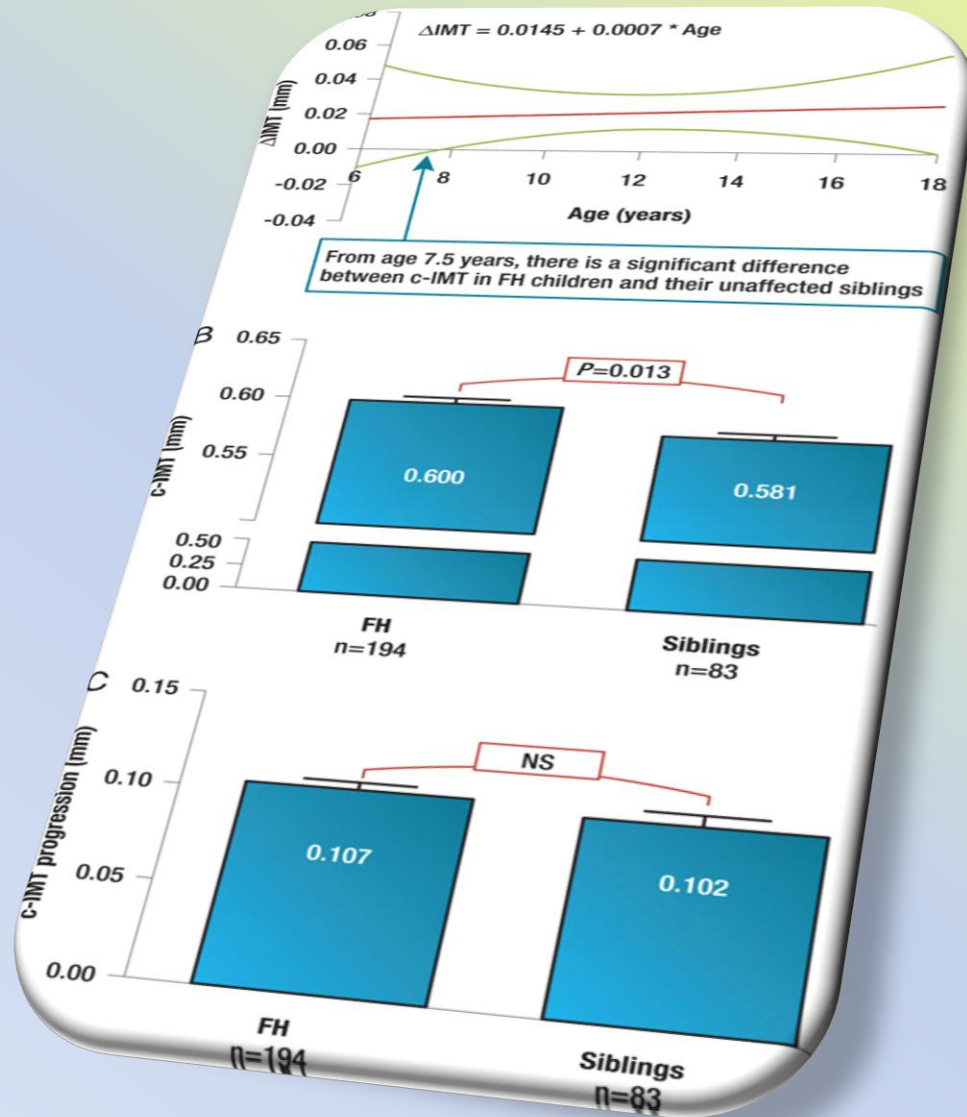 ΔIMT = 0.0145 + 0.0007 * Age
0.06
0.04
0.02
0.00
-0.02
-0.04
ΔIMT (mm)
6 8 10 12 14 16 18
Age (years)
From age 7.5 years, there is a significant difference
between c-IMT in FH children and their unaffected siblings
B
0.65
0.60
0.55
0.50
0.25
0.00
c-IMT (mm)
P=0.013
0.600
0.581
FH
n=194
Siblings
n=83
C
0.15
0.10
0.05
0.00
c-IMT progression (mm)
NS
0.107
0.102
FH
n=194
Siblings
n=83